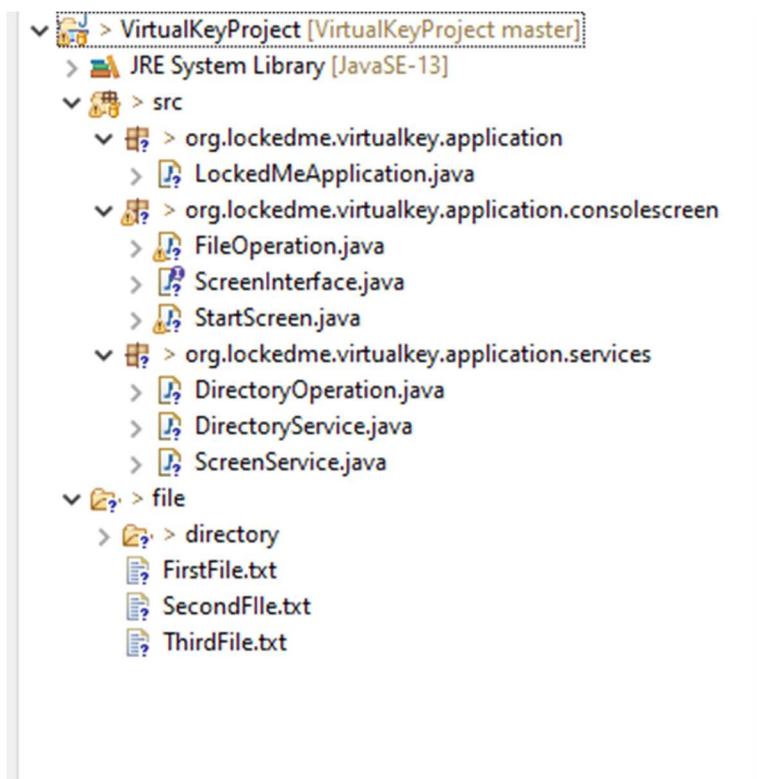 > VirtualKeyProject [VirtualKeyProject master]
JRE System Library [JavaSE-13]
> src
> org.lockedme.virtualkey.application
LockedMeApplication.java
> org.lockedme.virtualkey.application.consolescreen
FileOperation.java
ScreenInterface.java
StartScreen.java
> org.lockedme.virtualkey.application.services
DirectoryOperation.java
DirectoryService.java
ScreenService.java
> file
> directory
FirstFile.txt
SecondFIle.txt
ThirdFile.txt